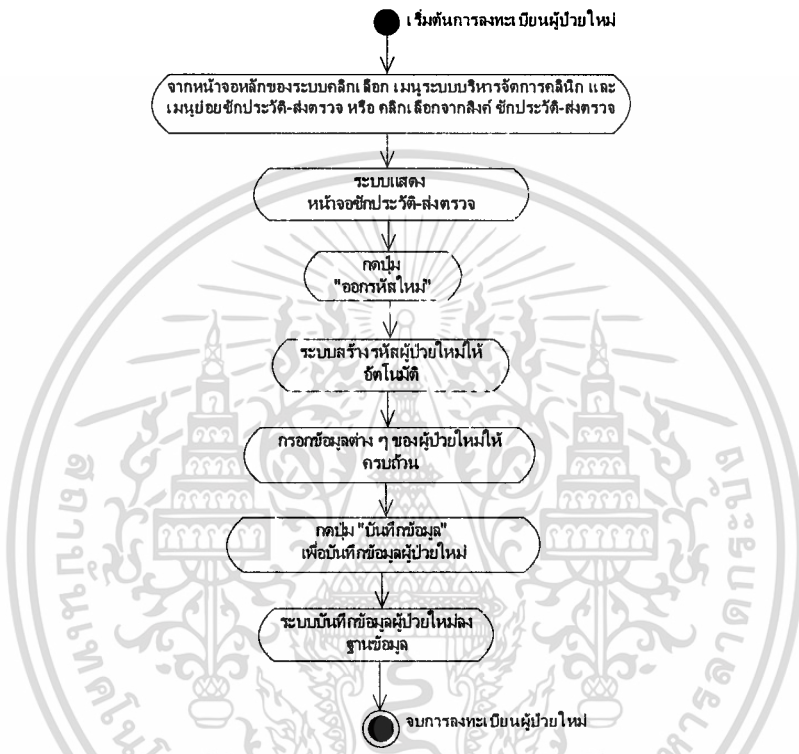 เริ่มต้นการลงทะเบียนผู้ป่วยใหม่
จากหน้าจอหลักของระบบคลิกเลือก เมนูระบบบริหารจัดการคลินิก และ
เมนูย่อยซักประวัติ-ส่งตรวจ หรือ คลิกเลือกจากลิงค์ ซักประวัติ-ส่งตรวจ
ระบบแสดง
หน้าจอซักประวัติ-ส่งตรวจ
กดปุ่ม
"ออกรหัสใหม่"
ระบบสร้างรหัสผู้ป่วยใหม่ให้
อัตโนมัติ
กรอกข้อมูลต่าง ๆ ของผู้ป่วยใหม่ให้
ครบถ้วน
กดปุ่ม "บันทึกข้อมูล"
เพื่อบันทึกข้อมูลผู้ป่วยใหม่
ระบบบันทึกข้อมูลผู้ป่วยใหม่ลง
ฐานข้อมูล
จบการลงทะเบียนผู้ป่วยใหม่